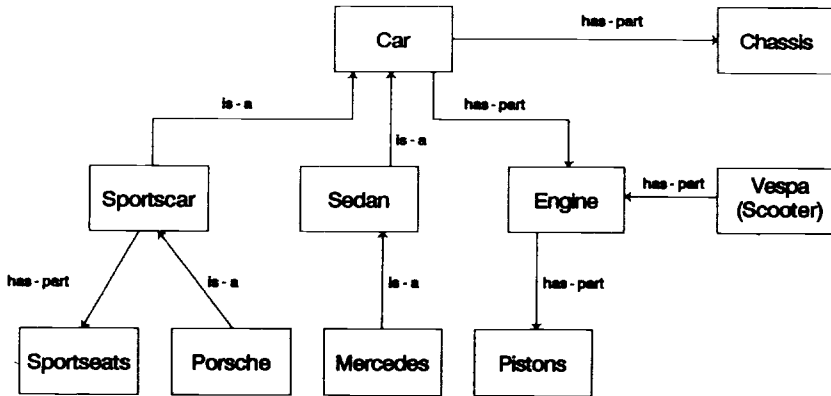 Car
has - part
Chassis
is - a
has - part
is - a
Sportscar
Sedan
Engine
has - part
Vespa
(Scooter)
has - part
is - a
is - a
has - part
Sportseats
Porsche
Mercedes
Pistons